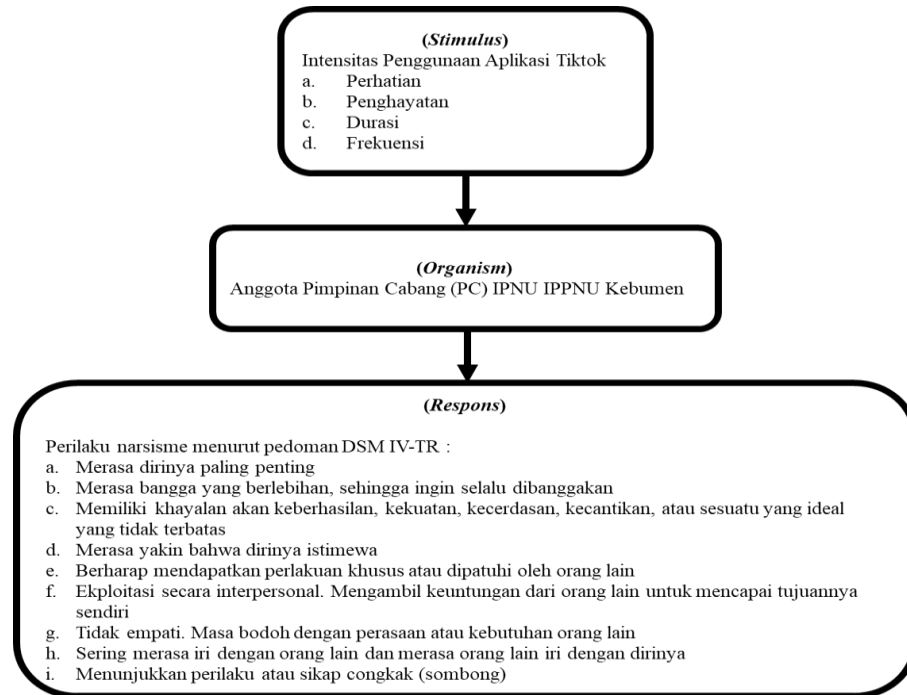 (Stimulus)
Intensitas Penggunaan Aplikasi Tiktok
a. Perhatian
b. Penghayatan
c. Durasi
d. Frekuensi
(Organism)
Anggota Pimpinan Cabang (PC) IPNU IPPNU Kebumen
(Respons)
Perilaku narsisme menurut pedoman DSM IV-TR :
a. Merasa dirinya paling penting
b. Merasa bangga yang berlebihan, sehingga ingin selalu dibanggakan
c. Memiliki khayalan akan keberhasilan, kekuatan, kecerdasan, kecantikan, atau sesuatu yang ideal
yang tidak terbatas
d. Merasa yakin bahwa dirinya istimewa
e. Berharap mendapatkan perlakuan khusus atau dipatuhi oleh orang lain
f. Ekploitasi secara interpersonal. Mengambil keuntungan dari orang lain untuk mencapai tujuannya
sendiri
g. Tidak empati. Masa bodoh dengan perasaan atau kebutuhan orang lain
h. Sering merasa iri dengan orang lain dan merasa orang lain iri dengan dirinya
i. Menunjukkan perilaku atau sikap congkak (sombong)